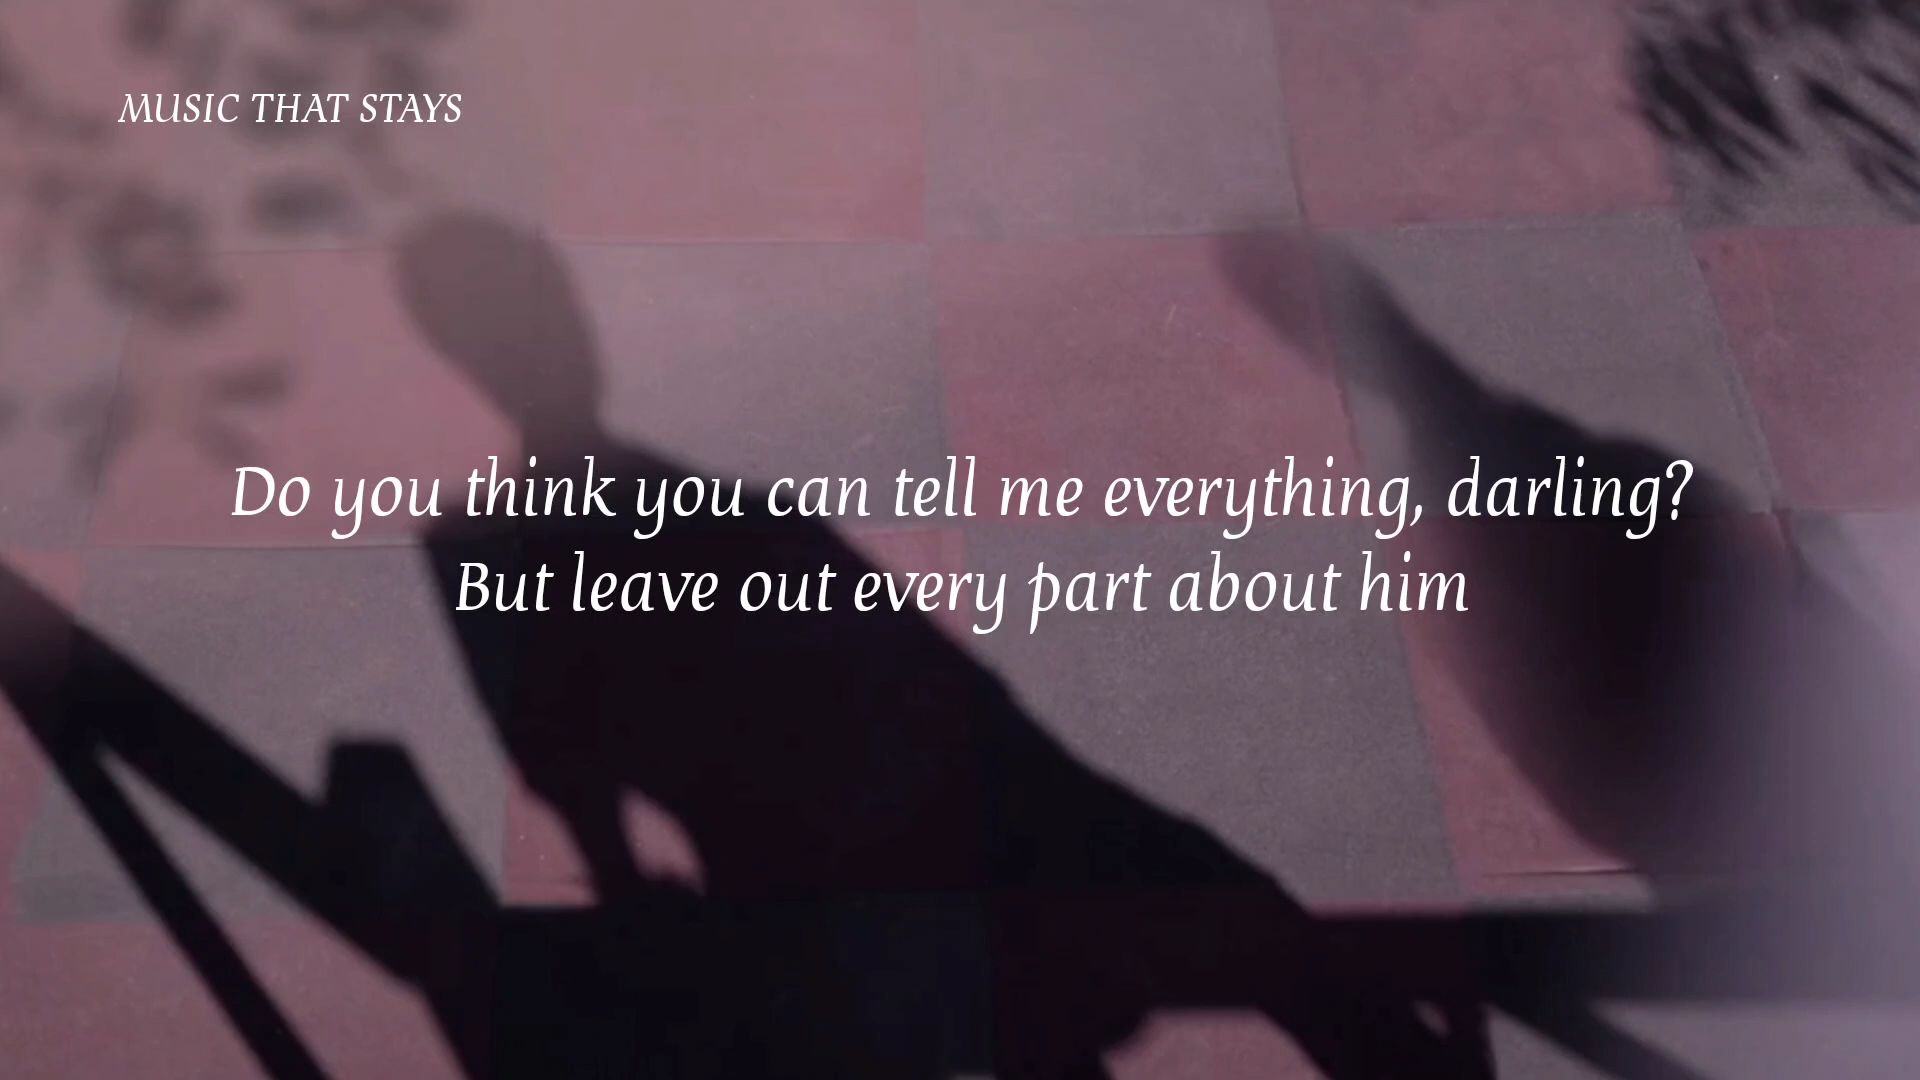 MUSIC THAT STAYS
Do you think you can tell me everything, darling?
But leave out every part about him